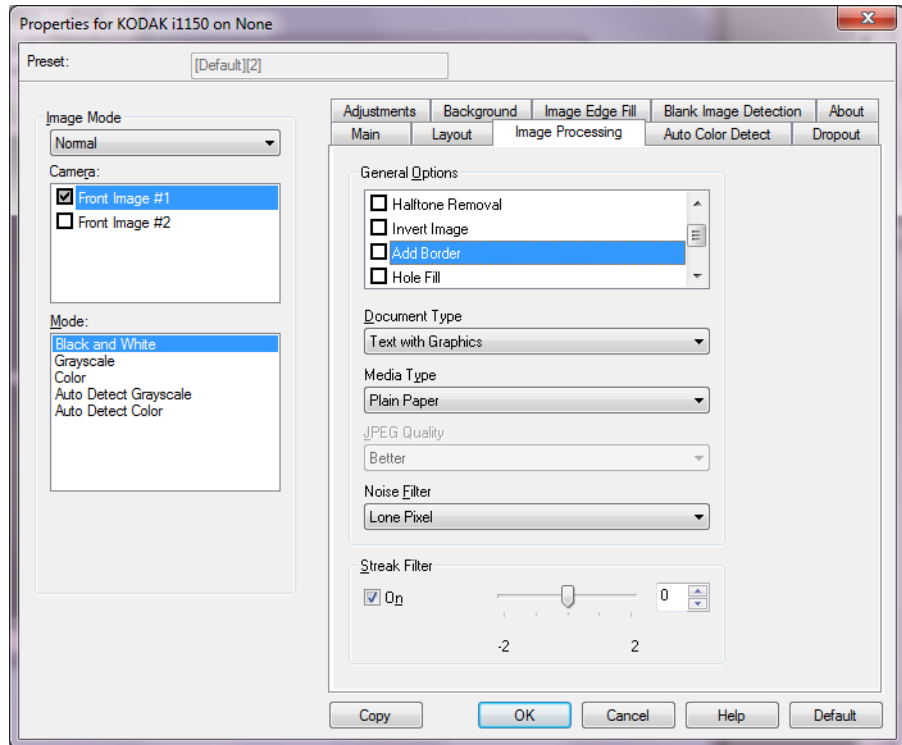 Properties for KODAK i1150 on None
Preset:
[Default][2]
Image Mode
Normal
Camera:
Front Image #1
Front Image #2
Mode:
Black and White
Grayscale
Color
Auto Detect Grayscale
Auto Detect Color
Adjustments Background Image Edge Fill Blank Image Detection About
Main Layout Image Processing Auto Color Detect Dropout
General Options
Halftone Removal
Invert Image
Add Border
Hole Fill
Document Type
Text with Graphics
Media Type
Plain Paper
JPEG Quality
Better
Noise Filter
Lone Pixel
Streak Filter
On 0
-2 2
Copy OK Cancel Help Default